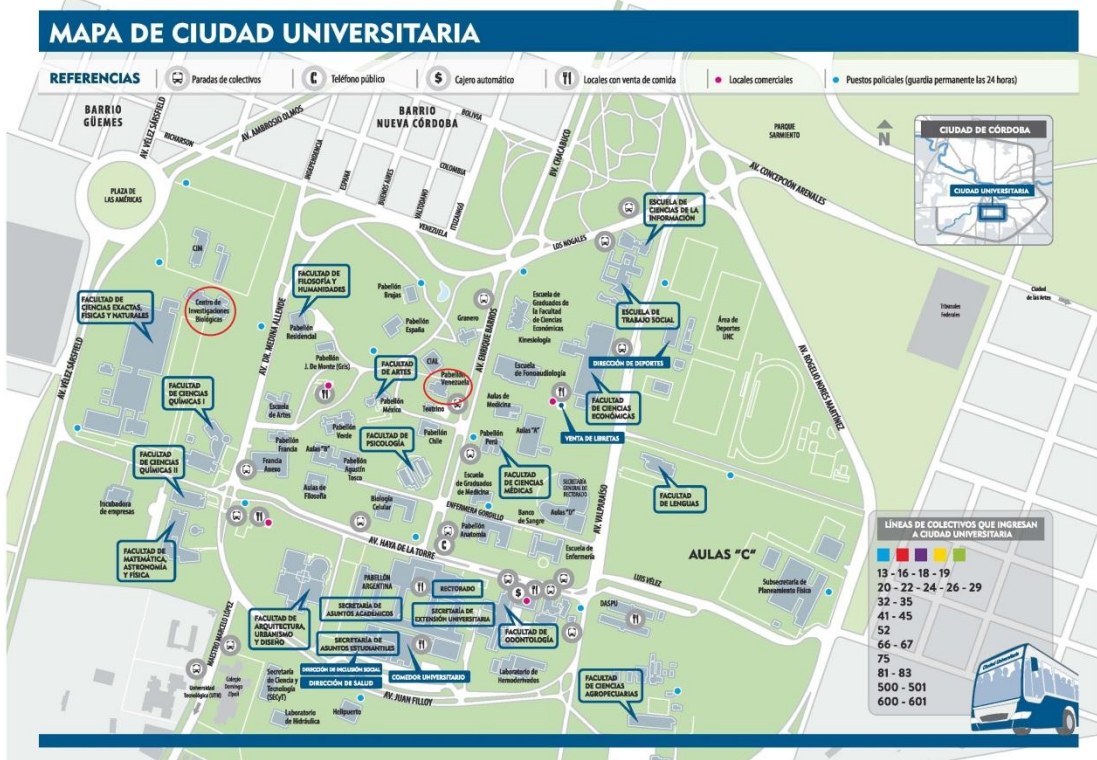 MAPA DE CIUDAD UNIVERSITARIA
REFERENCIAS
Paradas de colectivos
Teléfono público
$
Cajero automático
Locales con venta de comida
Locales comerciales
Puestos policiales (guardia permanente las 24 horas)
BARRIO
GÜEMES
AV. VÉLEZ SÁRSFIELD
RICHARSON
AV. AMBROSIO OLMOS
BARRIO
NUEVA CÓRDOBA
BOLIVIA
INDEPENDENCIA
ESPAÑA
BUENOS AIRES
VENEZUELA
ITUZAINGÓ
COLOMBIA
BV. CHACABUCO
PARQUE
SARMIENTO
AV. CONCEPCIÓN ARENALES
N
CIUDAD DE CÓRDOBA
CIUDAD UNIVERSITARIA
PLAZA DE
LAS AMÉRICAS
CIM
Centro de
Investigaciones
Biológicas
FACULTAD DE
CIENCIAS EXACTAS,
FÍSICAS Y NATURALES
AV. VÉLEZ SÁRSFIELD
AV. DR. MEDINA ALLENDE
FACULTAD DE
FILOSOFÍA Y
HUMANIDADES
Pabellón
Residencial
Pabellón
Brujas
Pabellón
España
Granero
LOS NOGALES
ESCUELA DE
CIENCIAS DE LA
INFORMACIÓN
Escuela de
Graduados de
la Facultad
de Ciencias
Económicas
Kinesiología
AV. ENRIQUE BARROS
ESCUELA DE
TRABAJO SOCIAL
Área de
Deportes
UNC
DIRECCIÓN DE DEPORTES
Tribunales
Federales
Ciudad
de las Artes
AV. ROGELIO NORES MARTÍNEZ
Pabellón
J. De Monte (Gris)
FACULTAD
DE ARTES
CIAL
Pabellón
Venezuela
Escuela
de Fonoaudiología
FACULTAD
DE CIENCIAS
ECONÓMICAS
VENTA DE LIBRETAS
FACULTAD
DE CIENCIAS
QUÍMICAS I
Escuela
de Artes
Pabellón
México
Teatrino
Aulas de
Medicina
Aulas "A"
Pabellón
Verde
FACULTAD DE
PSICOLOGÍA
Pabellón
Chile
Pabellón
Perú
Pabellón
Francia
Aulas "B"
Francia
Anexo
Pabellón
Agustín
Tosco
Aulas de
Filosofía
FACULTAD
DE CIENCIAS
QUÍMICAS II
Escuela
de Graduados
de Medicina
FACULTAD
DE CIENCIAS
MÉDICAS
SECRETARÍA
GENERAL DE
RECTORADO
AV. VALPARAÍSO
FACULTAD
DE LENGUAS
Incubadora
de empresas
Biología
Celular
ENFERMERA GORDILLO
Banco
de Sangre
Aulas "D"
AV. HAYA DE LA TORRE
Pabellón
Anatomía
Escuela de
Enfermería
AULAS "C"
FACULTAD DE
MATEMÁTICA,
ASTRONOMÍA
Y FÍSICA
PABELLÓN
ARGENTINA
RECTORADO
$
LUIS VÉLEZ
Subsecretaría de
Planeamiento Físico
SECRETARÍA DE
ASUNTOS ACADÉMICOS
SECRETARÍA DE
EXTENSIÓN UNIVERSITARIA
DASPU
FACULTAD DE
ARQUITECTURA,
URBANISMO
Y DISEÑO
SECRETARÍA DE
ASUNTOS ESTUDIANTILES
FACULTAD DE
ODONTOLOGÍA
DIRECCIÓN DE INCLUSIÓN SOCIAL
DIRECCIÓN DE SALUD
COMEDOR UNIVERSITARIO
MAESTRO MARCELO LÓPEZ
Universidad
Tecnológica (UTN)
Colegio
Domingo
Zípoli
Secretaría
de Ciencia y
Tecnología
(SECyT)
Laboratorio
de Hidráulica
Helipuerto
AV. JUAN FILLOY
Laboratorio de
Hemoderivados
FACULTAD
DE CIENCIAS
AGROPECUARIAS
LÍNEAS DE COLECTIVOS QUE INGRESAN
A CIUDAD UNIVERSITARIA
13 - 16 - 18 - 19
20 - 22 - 24 - 26 - 29
32 - 35
41 - 45
52
66 - 67
75
81 - 83
500 - 501
600 - 601
Ciudad Universitaria